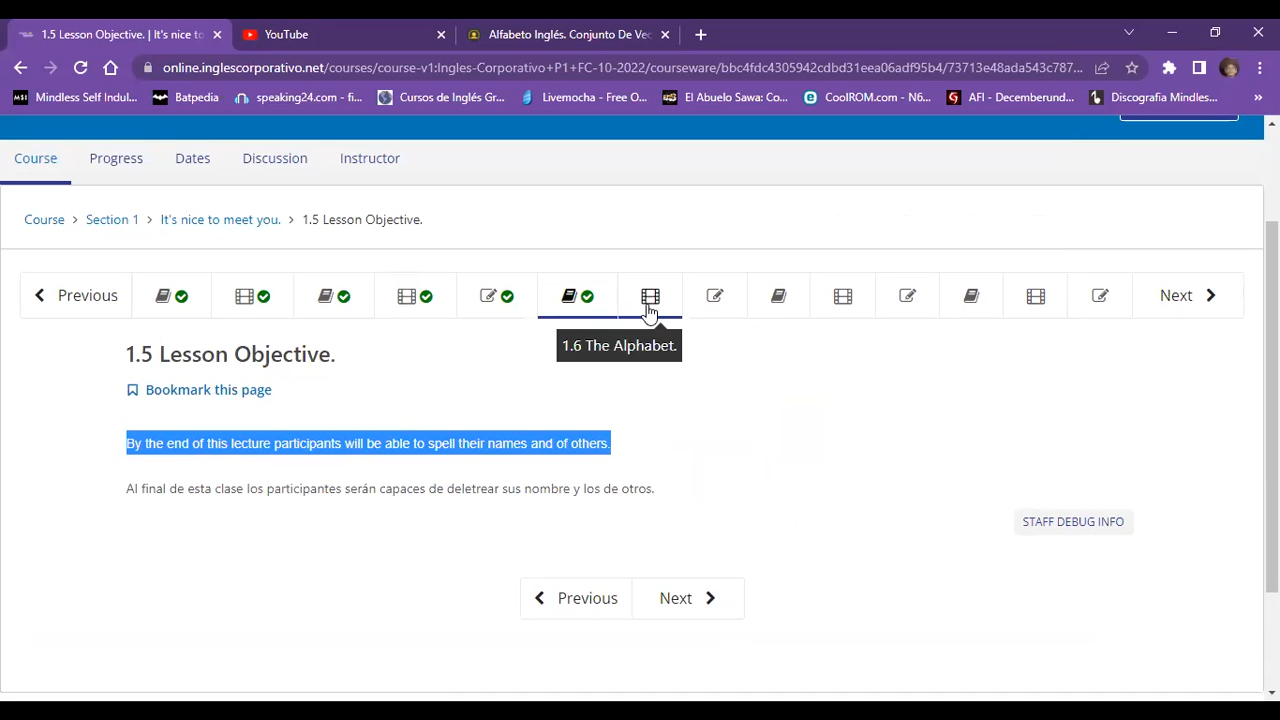 1.5 Lesson Objective. | It's nice to
YouTube
Alfabeto Inglés. Conjunto De Vec
online.inglescorporativo.net/courses/course-v1:Ingles-Corporativo+P1+FC-10-2022/courseware/bbc4fdc4305942cdbd31eea06adf95b4/73713e48ada543c787...
Mindless Self Indul...
Batpedia
speaking24.com - fi...
Cursos de Inglés Gr...
Livemocha - Free O...
El Abuelo Sawa: Co...
CoolROM.com - N6...
AFI - Decemberund...
Discografia Mindles...
Course
Progress
Dates
Discussion
Instructor
Course > Section 1 > It's nice to meet you. > 1.5 Lesson Objective.
Previous
Next
1.6 The Alphabet.
1.5 Lesson Objective.
Bookmark this page
By the end of this lecture participants will be able to spell their names and of others.
Al final de esta clase los participantes serán capaces de deletrear sus nombre y los de otros.
STAFF DEBUG INFO
Previous
Next